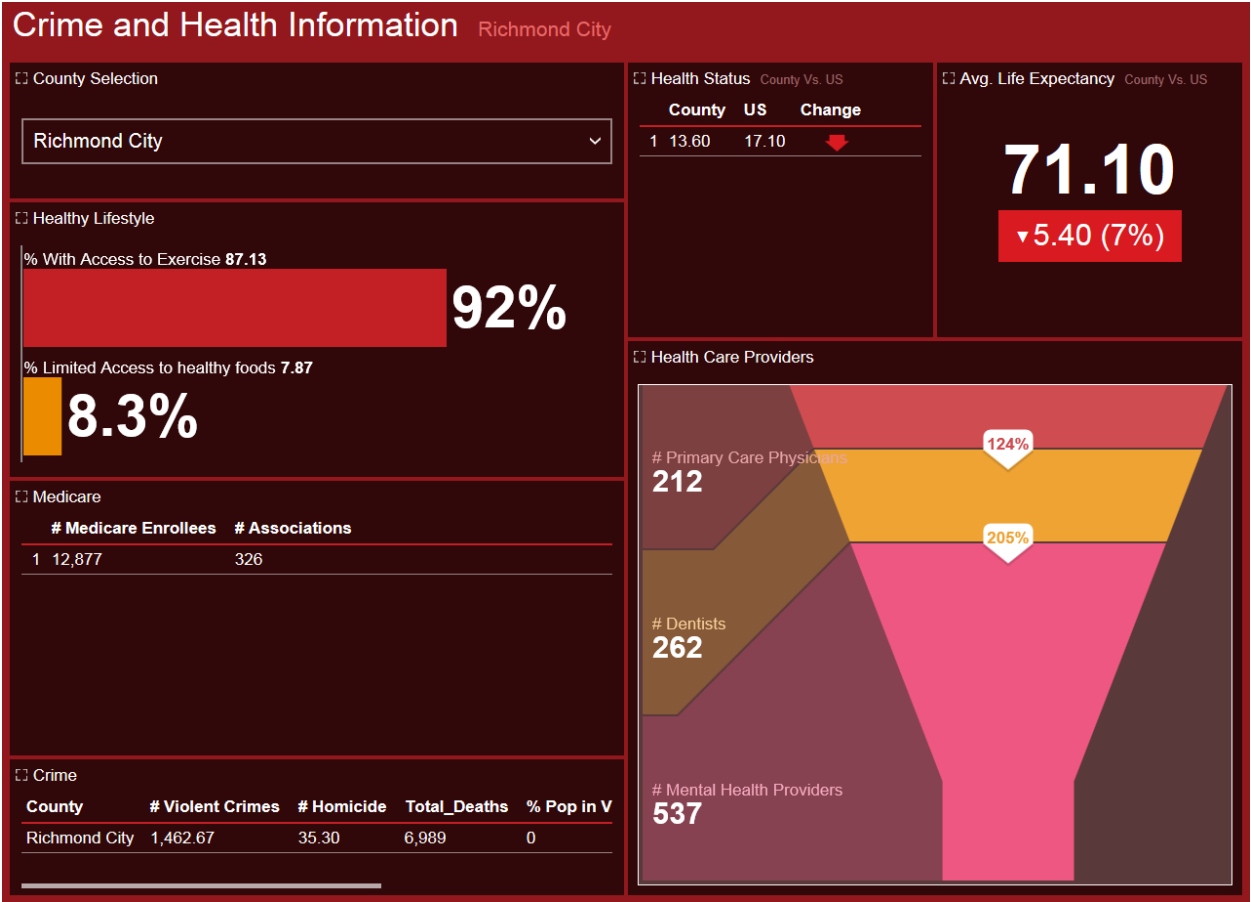 Crime and Health Information Richmond City
County Selection
Richmond City
Healthy Lifestyle
% With Access to Exercise 87.13
92%
% Limited Access to healthy foods 7.87
8.3%
Medicare
# Medicare Enrollees # Associations
1 12,877 326
Crime
County # Violent Crimes # Homicide Total_Deaths % Pop in V
Richmond City 1,462.67 35.30 6,989 0
Health Status County Vs. US
County US Change
1 13.60 17.10
Avg. Life Expectancy County Vs. US
71.10
▼5.40 (7%)
Health Care Providers
# Primary Care Physicians
212
124%
# Dentists
262
205%
# Mental Health Providers
537